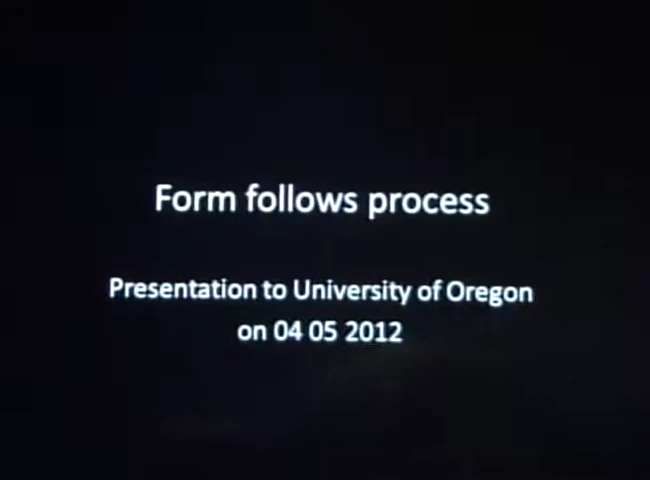 Form follows process
Presentation to University of Oregon
on 04 05 2012